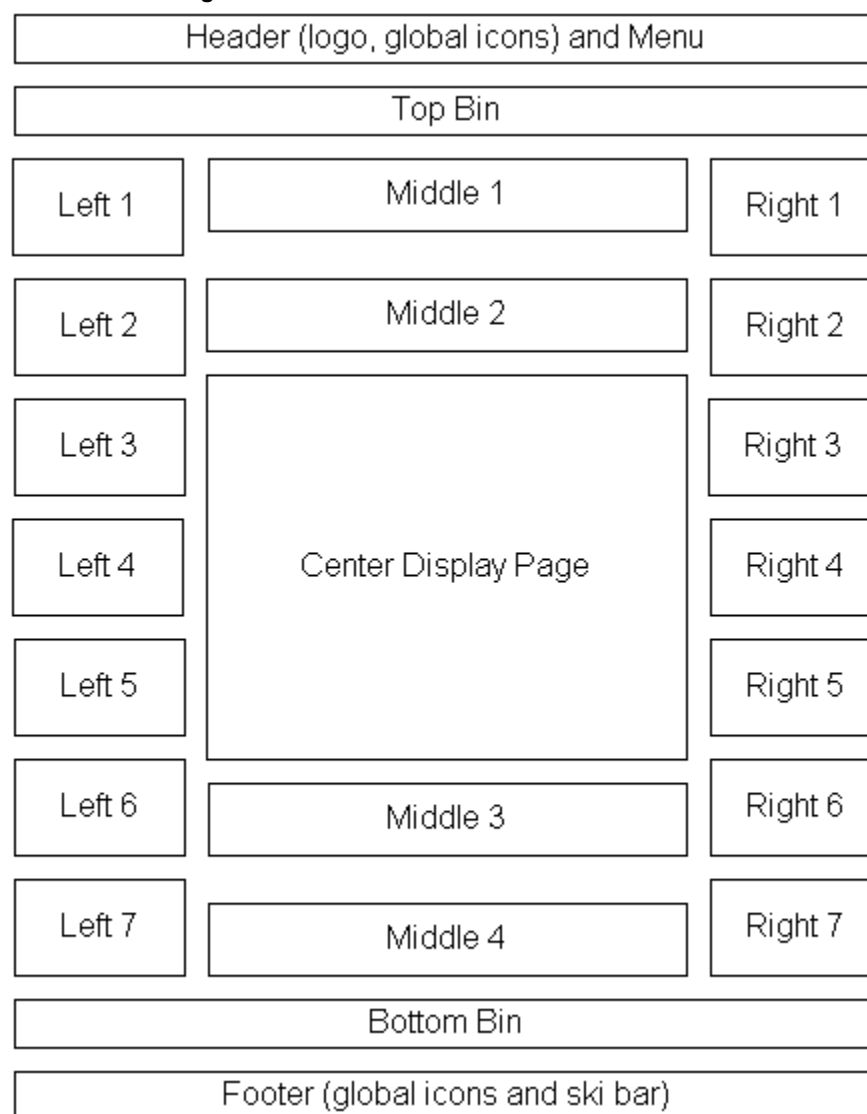 Header (logo, global icons) and Menu
Top Bin
Left 1
Middle 1
Right 1
Left 2
Middle 2
Right 2
Left 3
Right 3
Left 4
Center Display Page
Right 4
Left 5
Right 5
Left 6
Middle 3
Right 6
Left 7
Middle 4
Right 7
Bottom Bin
Footer (global icons and ski bar)